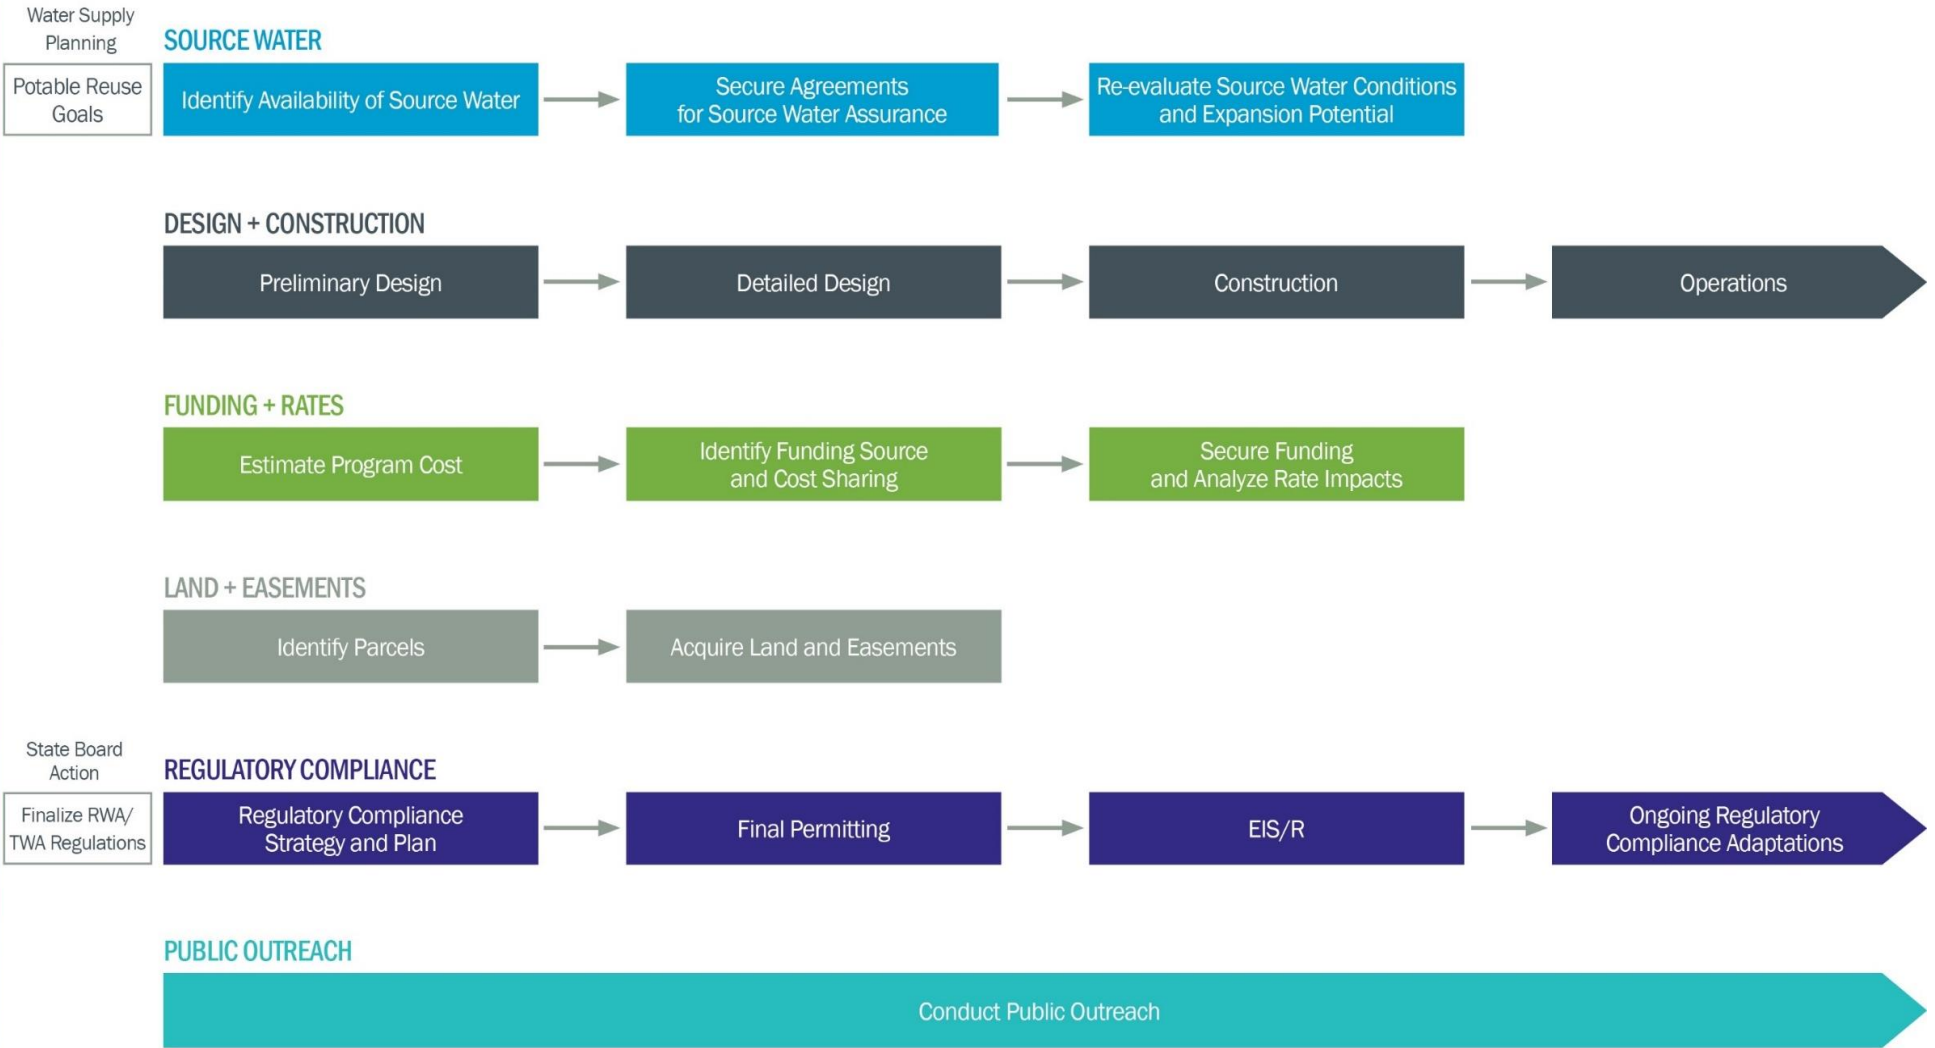 Water Supply
Planning
SOURCE WATER
Potable Reuse
Goals
Identify Availability of Source Water
Secure Agreements
for Source Water Assurance
Re-evaluate Source Water Conditions
and Expansion Potential
DESIGN + CONSTRUCTION
Preliminary Design
Detailed Design
Construction
Operations
FUNDING + RATES
Estimate Program Cost
Identify Funding Source
and Cost Sharing
Secure Funding
and Analyze Rate Impacts
LAND + EASEMENTS
Identify Parcels
Acquire Land and Easements
State Board
Action
REGULATORY COMPLIANCE
Finalize RWA/
TWA Regulations
Regulatory Compliance
Strategy and Plan
Final Permitting
EIS/R
Ongoing Regulatory
Compliance Adaptations
PUBLIC OUTREACH
Conduct Public Outreach